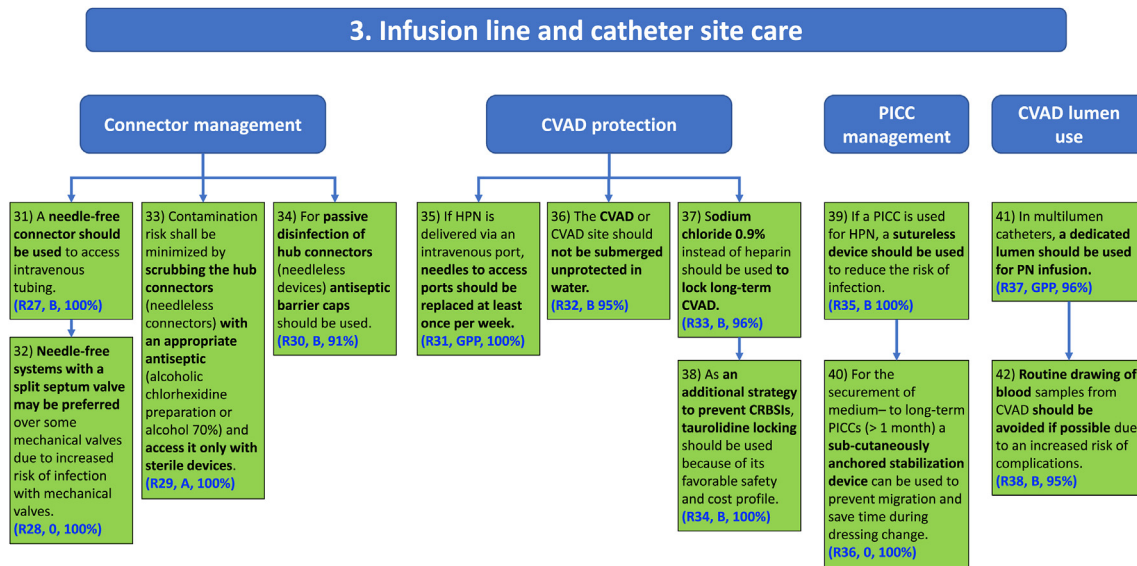 3. Infusion line and catheter site care
Connector management
CVAD protection
PICC
management
CVAD lumen
use
31) A needle-free
connector should
be used to access
intravenous
tubing.
(R27, B, 100%)
32) Needle-free
systems with a
split septum valve
may be preferred
over some
mechanical valves
due to increased
risk of infection
with mechanical
valves.
(R28, 0, 100%)
33) Contamination
risk shall be
minimized by
scrubbing the hub
connectors
(needleless
connectors) with
an appropriate
antiseptic
(alcoholic
chlorhexidine
preparation or
alcohol 70%) and
access it only with
sterile devices.
(R29, A, 100%)
34) For passive
disinfection of
hub connectors
(needleless
devices) antiseptic
barrier caps
should be used.
(R30, B, 91%)
35) If HPN is
delivered via an
intravenous port,
needles to access
ports should be
replaced at least
once per week.
(R31, GPP, 100%)
36) The CVAD or
CVAD site should
not be submerged
unprotected in
water.
(R32, B 95%)
37) Sodium
chloride 0.9%
instead of heparin
should be used to
lock long-term
CVAD.
(R33, B, 96%)
38) As an
additional strategy
to prevent CRBSIs,
taurolidine locking
should be used
because of its
favorable safety
and cost profile.
(R34, B, 100%)
39) If a PICC is used
for HPN, a sutureless
device should be used
to reduce the risk of
infection.
(R35, B 100%)
40) For the
securement of
medium– to long-term
PICCs (> 1 month) a
sub-cutaneously
anchored stabilization
device can be used to
prevent migration and
save time during
dressing change.
(R36, 0, 100%)
41) In multilumen
catheters, a dedicated
lumen should be used
for PN infusion.
(R37, GPP, 96%)
42) Routine drawing of
blood samples from
CVAD should be
avoided if possible due
to an increased risk of
complications.
(R38, B, 95%)